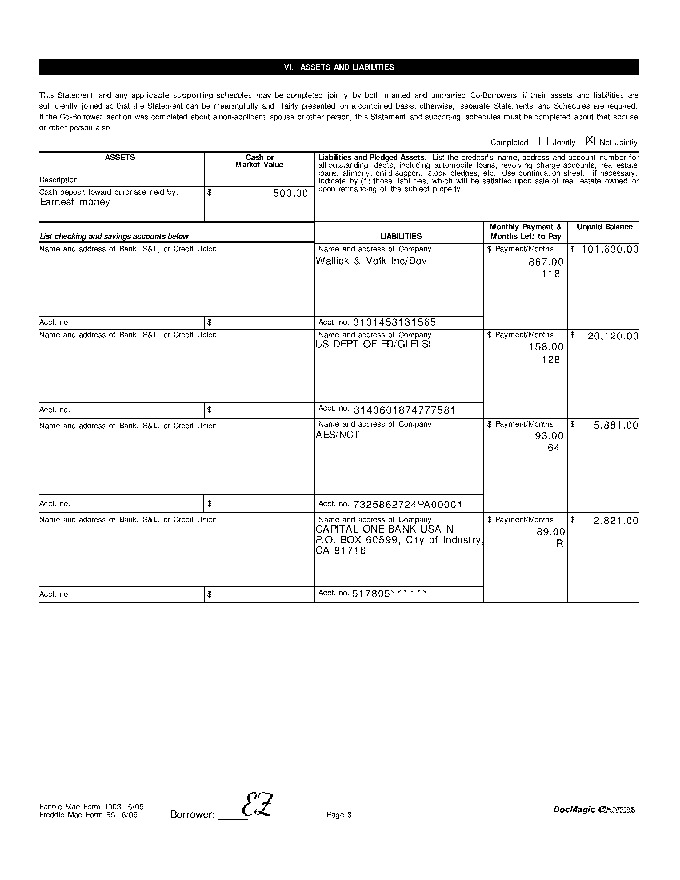 VI. ASSETS AND LIABILITIES
This Statement and any applicable supporting schedules may be completed jointly by both married and unmarried Co-Borrowers if their assets and liabilities are
sufficiently joined so that the Statement can be meaningfully and fairly presented on a combined basis; otherwise, separate Statements and Schedules are required.
If the Co-Borrower section was completed about a non-applicant spouse or other person, this Statement and supporting schedules must be completed about that spouse
or other person also.
Completed Jointly X Not Jointly
ASSETS
Cash or
Market Value
Description
Cash deposit toward purchase held by:
Earnest money
$ 500.00
Liabilities and Pledged Assets. List the creditor's name, address and account number for
all outstanding debts, including automobile loans, revolving charge accounts, real estate
loans, alimony, child support, stock pledges, etc. Use continuation sheet, if necessary.
Indicate by (*) those liabilities, which will be satisfied upon sale of real estate owned or
upon refinancing of the subject property.
List checking and savings accounts below
LIABILITIES
Monthly Payment &
Months Left to Pay
Unpaid Balance
Name and address of Bank, S&L, or Credit Union
Acct. no. $
Name and address of Company
Wallick & Volk Inc/Dov
Acct. no.
$ Payment/Months
867.00
118
$
Name and address of Bank, S&L, or Credit Union
Acct. no. $
Name and address of Company
US DEPT OF ED/GLELSI
Acct. no.
$ Payment/Months
158.00
128
$ 20,120.00
Name and address of Bank, S&L, or Credit Union
Acct. no. $
Name and address of Company
AES/NCT
Acct. no.
$ Payment/Months
93.00
64
$ 5,881.00
Name and address of Bank, S&L, or Credit Union
Acct. no. $
Name and address of Company
CAPITAL ONE BANK USA N
P.O. BOX 60599, City of Industry,
CA 81716
Acct. no. 517805******
$ Payment/Months
89.00
R
$ 2,821.00
Fannie Mae Form 1003 6/09
Freddie Mac Form 65 6/09
Borrower: EZ
Page 3
DocMagic